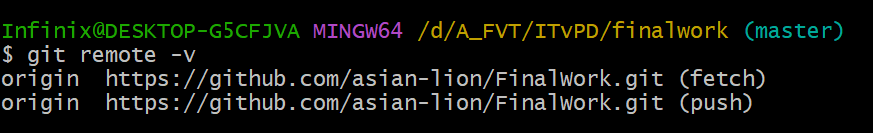 Infinix@DESKTOP-G5CFJVA MINGW64 /d/A_FVT/ITvPD/finalwork (master)
$ git remote -v
origin  https://github.com/asian-lion/FinalWork.git (fetch)
origin  https://github.com/asian-lion/FinalWork.git (push)